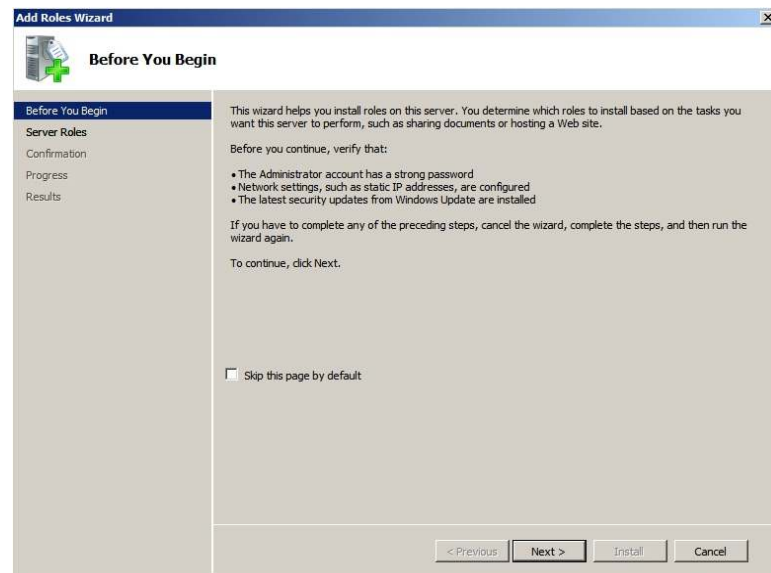 Add Roles Wizard
Before You Begin
Before You Begin
Server Roles
Confirmation
Progress
Results
This wizard helps you install roles on this server. You determine which roles to install based on the tasks you
want this server to perform, such as sharing documents or hosting a Web site.
Before you continue, verify that:
• The Administrator account has a strong password
• Network settings, such as static IP addresses, are configured
• The latest security updates from Windows Update are installed
If you have to complete any of the preceding steps, cancel the wizard, complete the steps, and then run the
wizard again.
To continue, click Next.
Skip this page by default
< Previous Next > Install Cancel